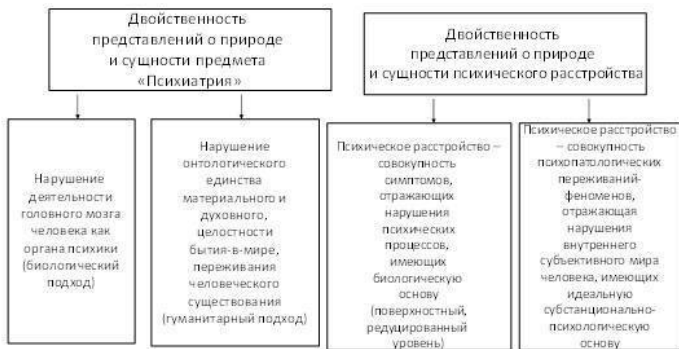 Двойственность
представлений о природе
и сущности предмета
«Психиатрия»
Двойственность
представлений о природе
и сущности психического расстройства
Нарушение
деятельности
головного мозга
человека как
органа психики
(биологический
подход)
Нарушение
онтологического
единства
материального и
духовного,
целостности
бытия-в-мире,
переживания
человеческого
существования
(гуманитарный подход)
Психическое расстройство –
совокупность
симптомов,
отражающих
нарушения
психических
процессов,
имеющих
биологическую
основу
(поверхностный,
редуцированный
уровень)
Психическое расстройство
– совокупность
психопатологических
переживаний-
феноменов,
отражающая
нарушения
внутреннего
субъективного мира
человека, имеющих
идеальную
субстанционально-
психологическую
основу